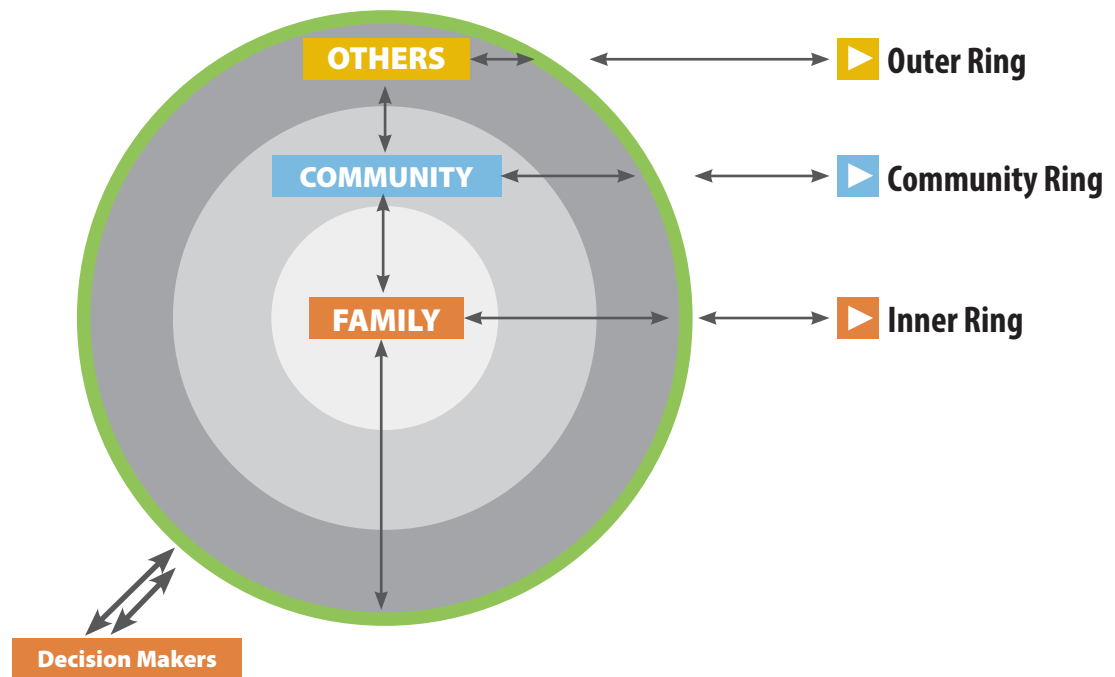 OTHERS
Outer Ring
COMMUNITY
Community Ring
FAMILY
Inner Ring
Decision Makers